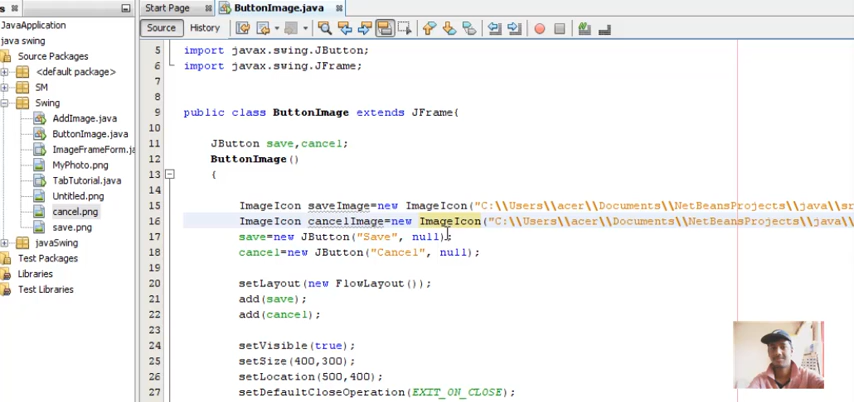 s
Start Page
ButtonImage.java
JavaApplication
java swing
Source Packages
<default package>
SM
Swing
AddImage.java
ButtonImage.java
ImageFrameForm.ja
MyPhoto.png
TabTutorial.java
Untitled.png
cancel.png
save.png
javaSwing
Test Packages
Libraries
Test Libraries
Source
History
5 import javax.swing.JButton;
6 import javax.swing.JFrame;
7
8
9 public class ButtonImage extends JFrame{
10
11 JButton save,cancel;
12 ButtonImage()
13 {
14
15 ImageIcon saveImage=new ImageIcon("C:\\Users\\acer\\Documents\\NetBeansProjects\\java\\sr
16 ImageIcon cancelImage=new ImageIcon("C:\\Users\\acer\\Documents\\NetBeansProjects\\java\\
17 save=new JButton("Save", null);
18 cancel=new JButton("Cancel", null);
19
20 setLayout(new FlowLayout());
21 add(save);
22 add(cancel);
23
24 setVisible(true);
25 setSize(400,300);
26 setLocation(500,400);
27 setDefaultCloseOperation(EXIT_ON_CLOSE);